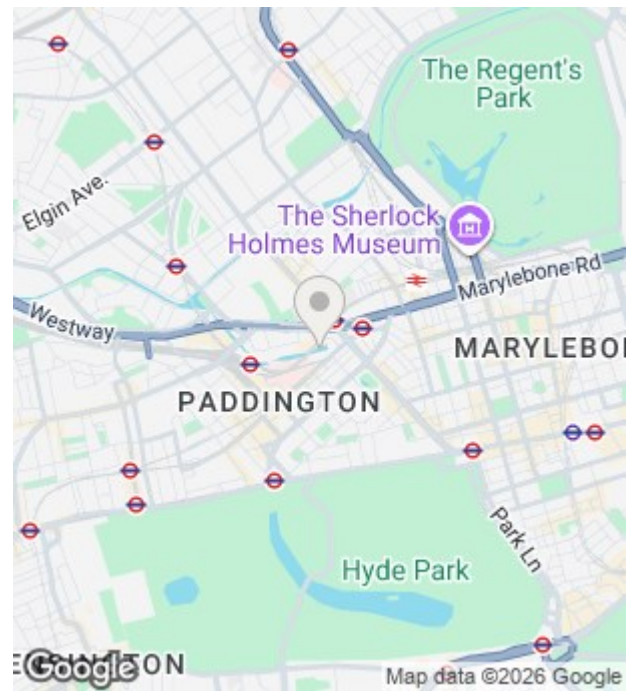 The Regent's
Park
Elgin Ave.
The Sherlock
Holmes Museum
Marylebone Rd
Westway
MARYLEBO
PADDINGTON
Park Ln
Hyde Park
ENSINGTON
Google
Map data ©2026 Google